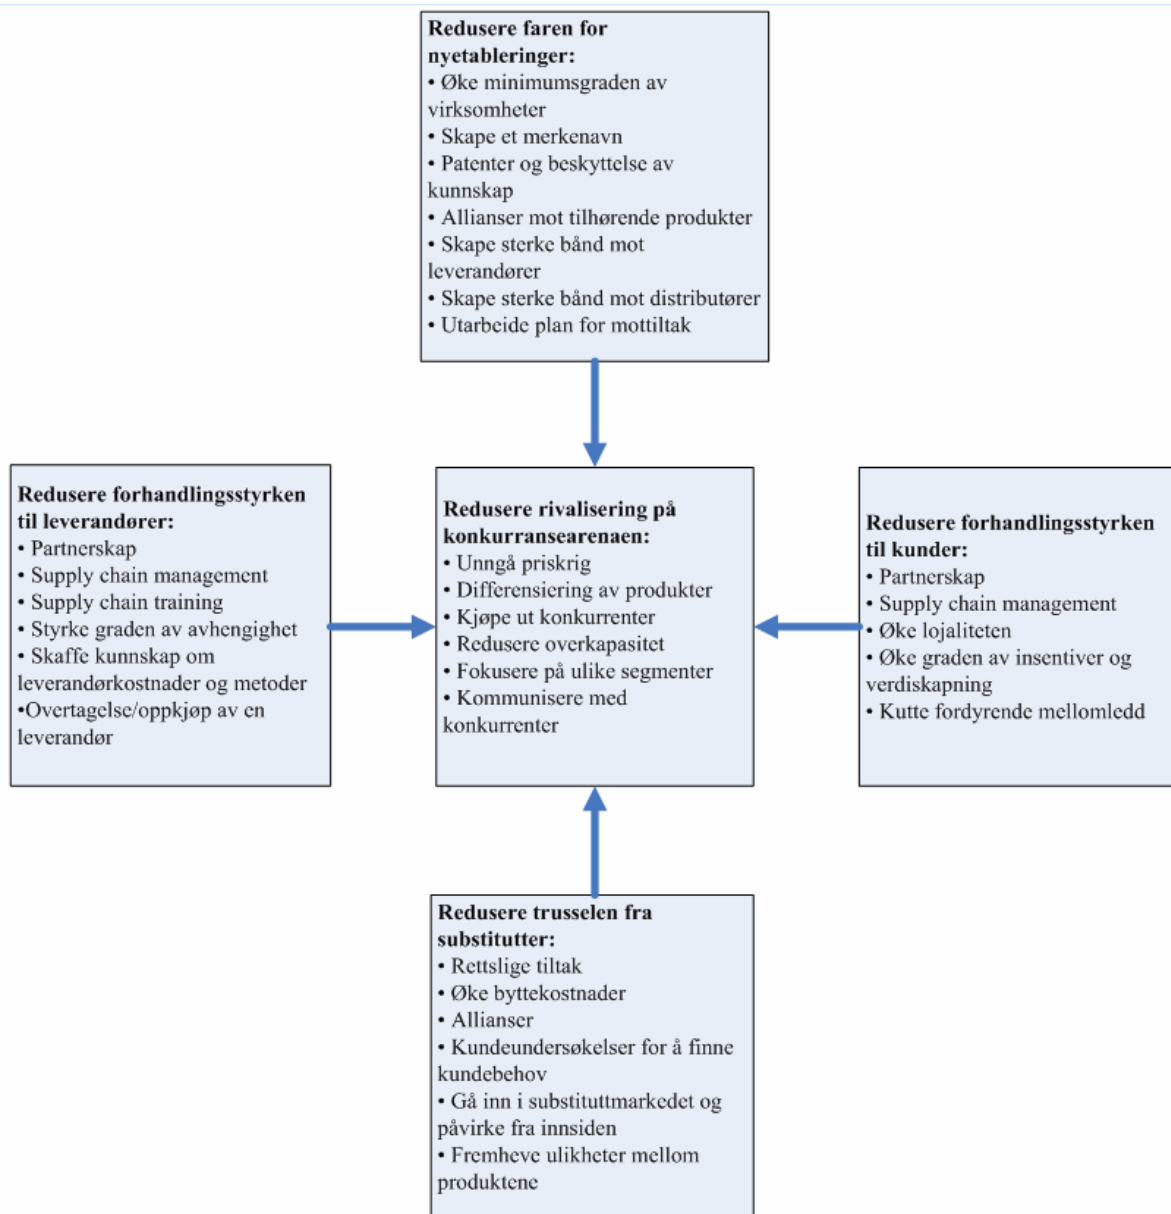 Redusere faren for
nyetableringer:
• Øke minimumsgraden av
virksomheter
• Skape et merkenavn
• Patenter og beskyttelse av
kunnskap
• Allianser mot tilhørende produkter
• Skape sterke bånd mot
leverandører
• Skape sterke bånd mot distributører
• Utarbeide plan for mottiltak
Redusere forhandlingsstyrken
til leverandører:
• Partnerskap
• Supply chain management
• Supply chain training
• Styrke graden av avhengighet
• Skaffe kunnskap om
leverandørkostnader og metoder
•Overtagelse/oppkjøp av en
leverandør
Redusere rivalisering på
konkurransearenaen:
• Unngå priskrig
• Differensiering av produkter
• Kjøpe ut konkurrenter
• Redusere overkapasitet
• Fokusere på ulike segmenter
• Kommunisere med
konkurrenter
Redusere forhandlingsstyrken
til kunder:
• Partnerskap
• Supply chain management
• Øke lojaliteten
• Øke graden av insentiver og
verdiskapning
• Kutte fordyrende mellomledd
Redusere trusselen fra
substitutter:
• Rettslige tiltak
• Øke byttekostnader
• Allianser
• Kundeundersøkelser for å finne
kundebehov
• Gå inn i substituttmarkedet og
påvirke fra innsiden
• Fremheve ulikheter mellom
produktene